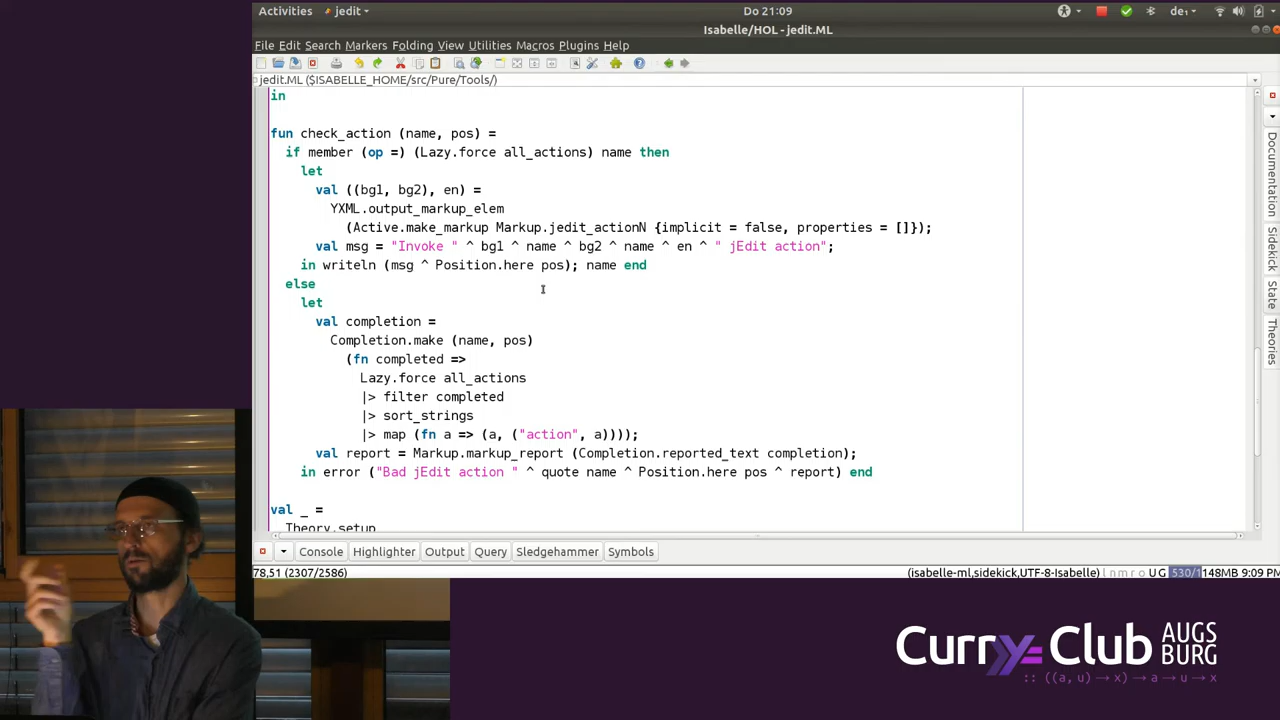 Activities jedit Do 21:09 de₁
Isabelle/HOL - jedit.ML
File Edit Search Markers Folding View Utilities Macros Plugins Help
jedit.ML ($ISABELLE_HOME/src/Pure/Tools/)
in
fun check_action (name, pos) =
if member (op =) (Lazy.force all_actions) name then
let
val ((bg1, bg2), en) =
YXML.output_markup_elem
(Active.make_markup Markup.jedit_actionN {implicit = false, properties = []});
val msg = "Invoke " ^ bg1 ^ name ^ bg2 ^ name ^ en ^ " jEdit action";
in writeln (msg ^ Position.here pos); name end
else
let
val completion =
Completion.make (name, pos)
(fn completed =>
Lazy.force all_actions
|> filter completed
|> sort_strings
|> map (fn a => (a, ("action", a))));
val report = Markup.markup_report (Completion.reported_text completion);
in error ("Bad jEdit action " ^ quote name ^ Position.here pos ^ report) end
val _ =
Theory.setup
Documentation
Sidekick
State
Theories
Console Highlighter Output Query Sledgehammer Symbols
78,51 (2307/2586) (isabelle-ml,sidekick,UTF-8-Isabelle) l n m r o U G 530/1148MB 9:09 PM
Curry Club AUGS
BURG
:: ((a, u) → x) → a → u → x